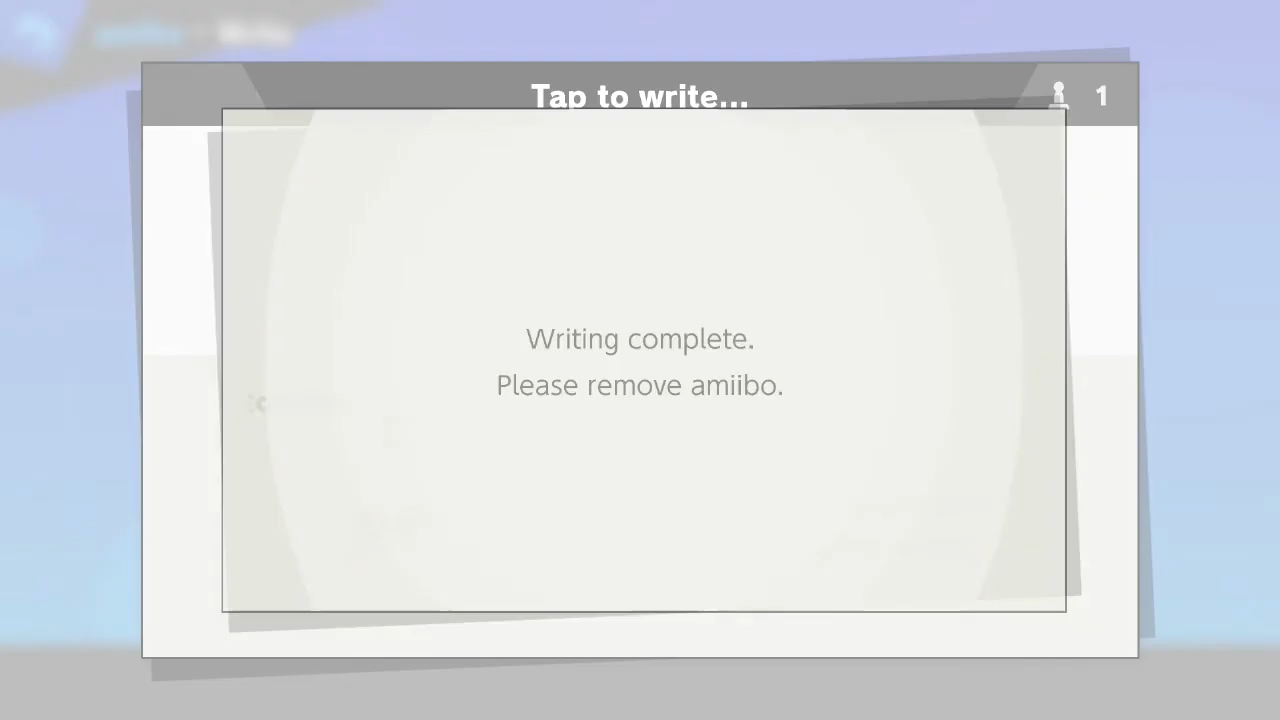 Tap to write...
1
Writing complete.
Please remove amiibo.